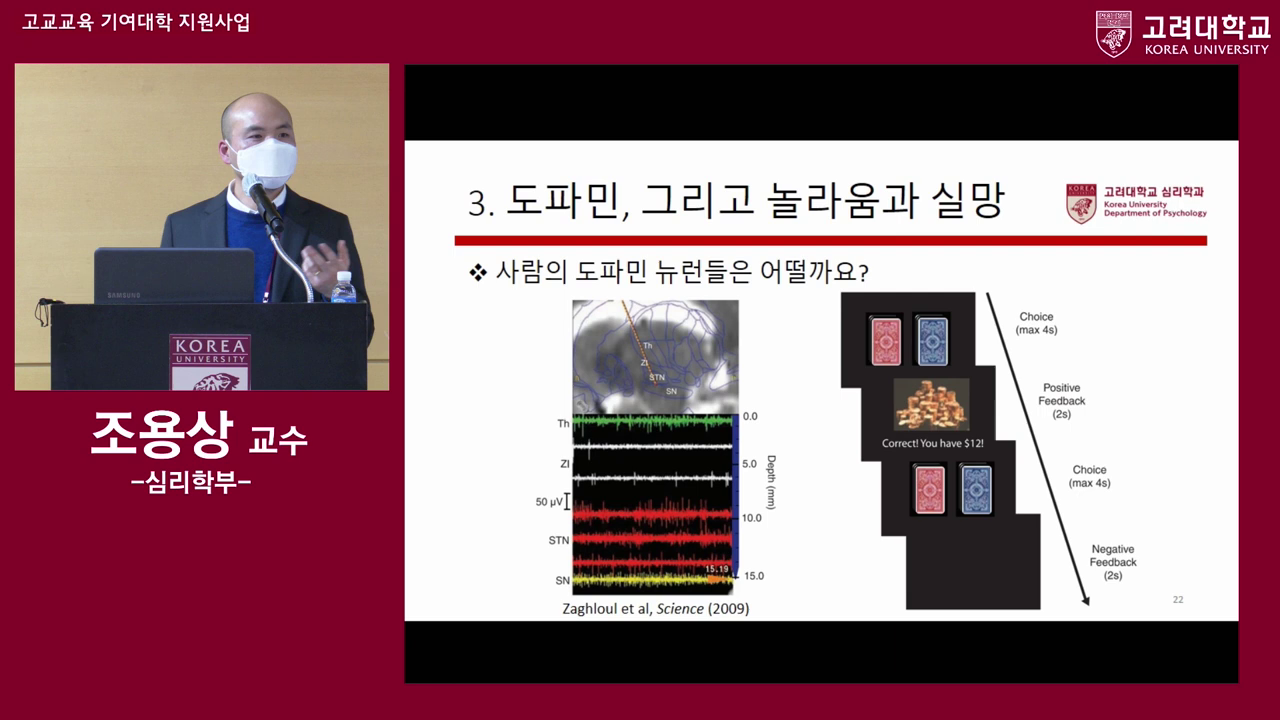 고교교육 기여대학 지원사업
고려대학교
KOREA UNIVERSITY
SAMSUNG
KOREA
UNIVERSITY
조용상 교수
-심리학부-
3. 도파민, 그리고 놀라움과 실망
KOREA
고려대학교 심리학과
Korea University
Department of Psychology
❖ 사람의 도파민 뉴런들은 어떨까요?
Th
ZI
STN
SN
Th
ZI
50 µV
STN
SN
0.0
5.0
10.0
15.0
Depth (mm)
15.19
Zaghloul et al, Science (2009)
Choice
(max 4s)
Positive
Feedback
(2s)
Correct! You have $12!
Choice
(max 4s)
Negative
Feedback
(2s)
22